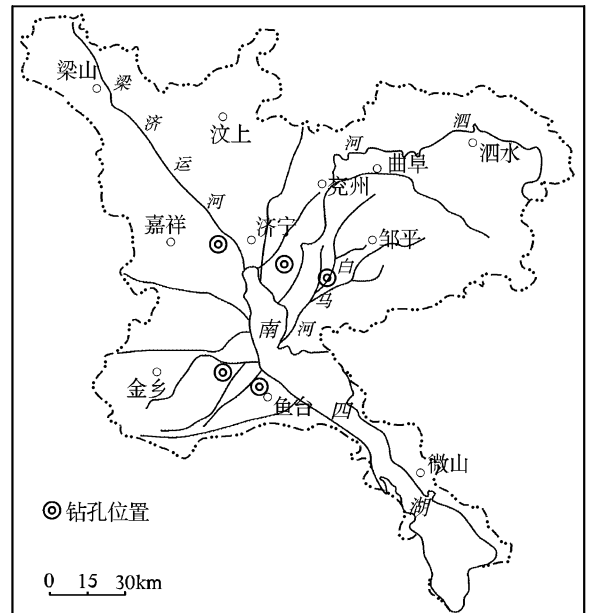 梁山
梁
济
运
河
汶上
泗
河
泗水
曲阜
兖州
嘉祥
济宁
邹平
白
马
河
南
金乡
鱼台
四
微山
湖
钻孔位置
0 15 30km